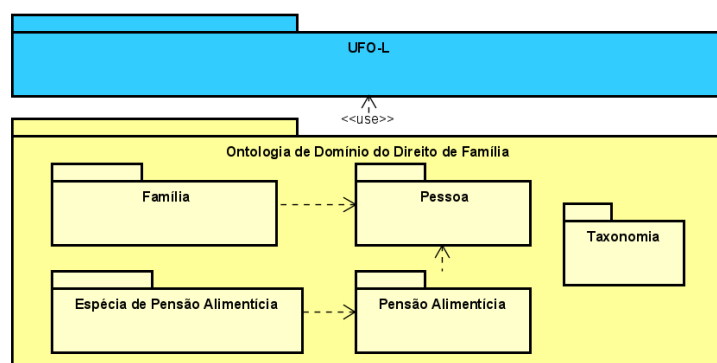 UFO-L
<<use>>
Ontologia de Domínio do Direito de Família
Família
Pessoa
Taxonomia
Espécia de Pensão Alimentícia
Pensão Alimentícia